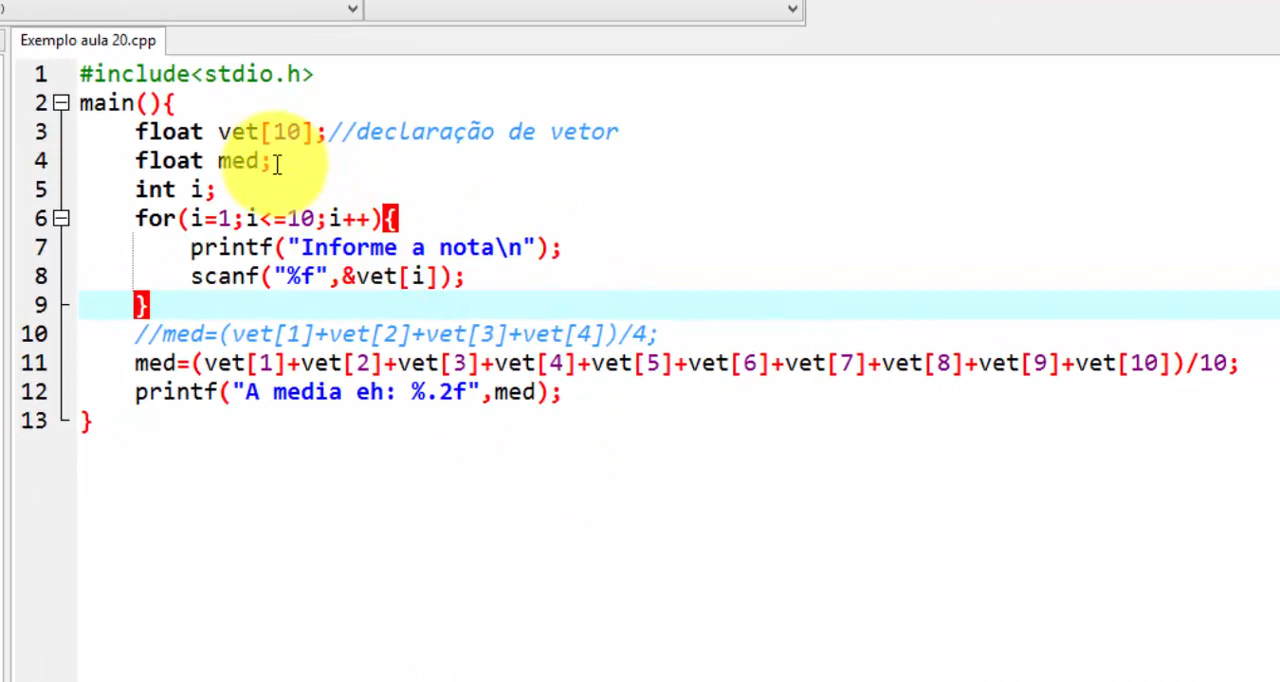 )
Exemplo aula 20.cpp
1 #include<stdio.h>
2 main(){
3 float vet[10];//declaração de vetor
4 float med;
5 int i;
6 for(i=1;i<=10;i++){
7 printf("Informe a nota\n");
8 scanf("%f",&vet[i]);
9 }
10 //med=(vet[1]+vet[2]+vet[3]+vet[4])/4;
11 med=(vet[1]+vet[2]+vet[3]+vet[4]+vet[5]+vet[6]+vet[7]+vet[8]+vet[9]+vet[10])/10;
12 printf("A media eh: %.2f",med);
13 }